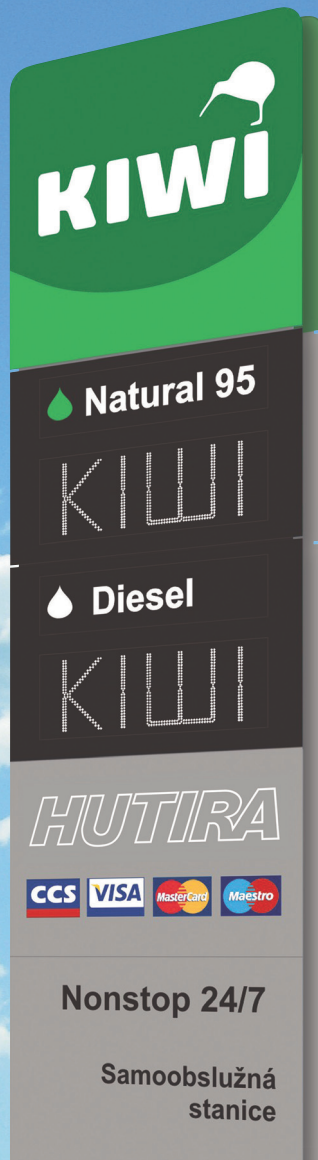 KIWI
Natural 95
KIWI
Diesel
KIWI
HUTIRA
CCS VISA MasterCard Maestro
Nonstop 24/7
Samoobslužná
stanice